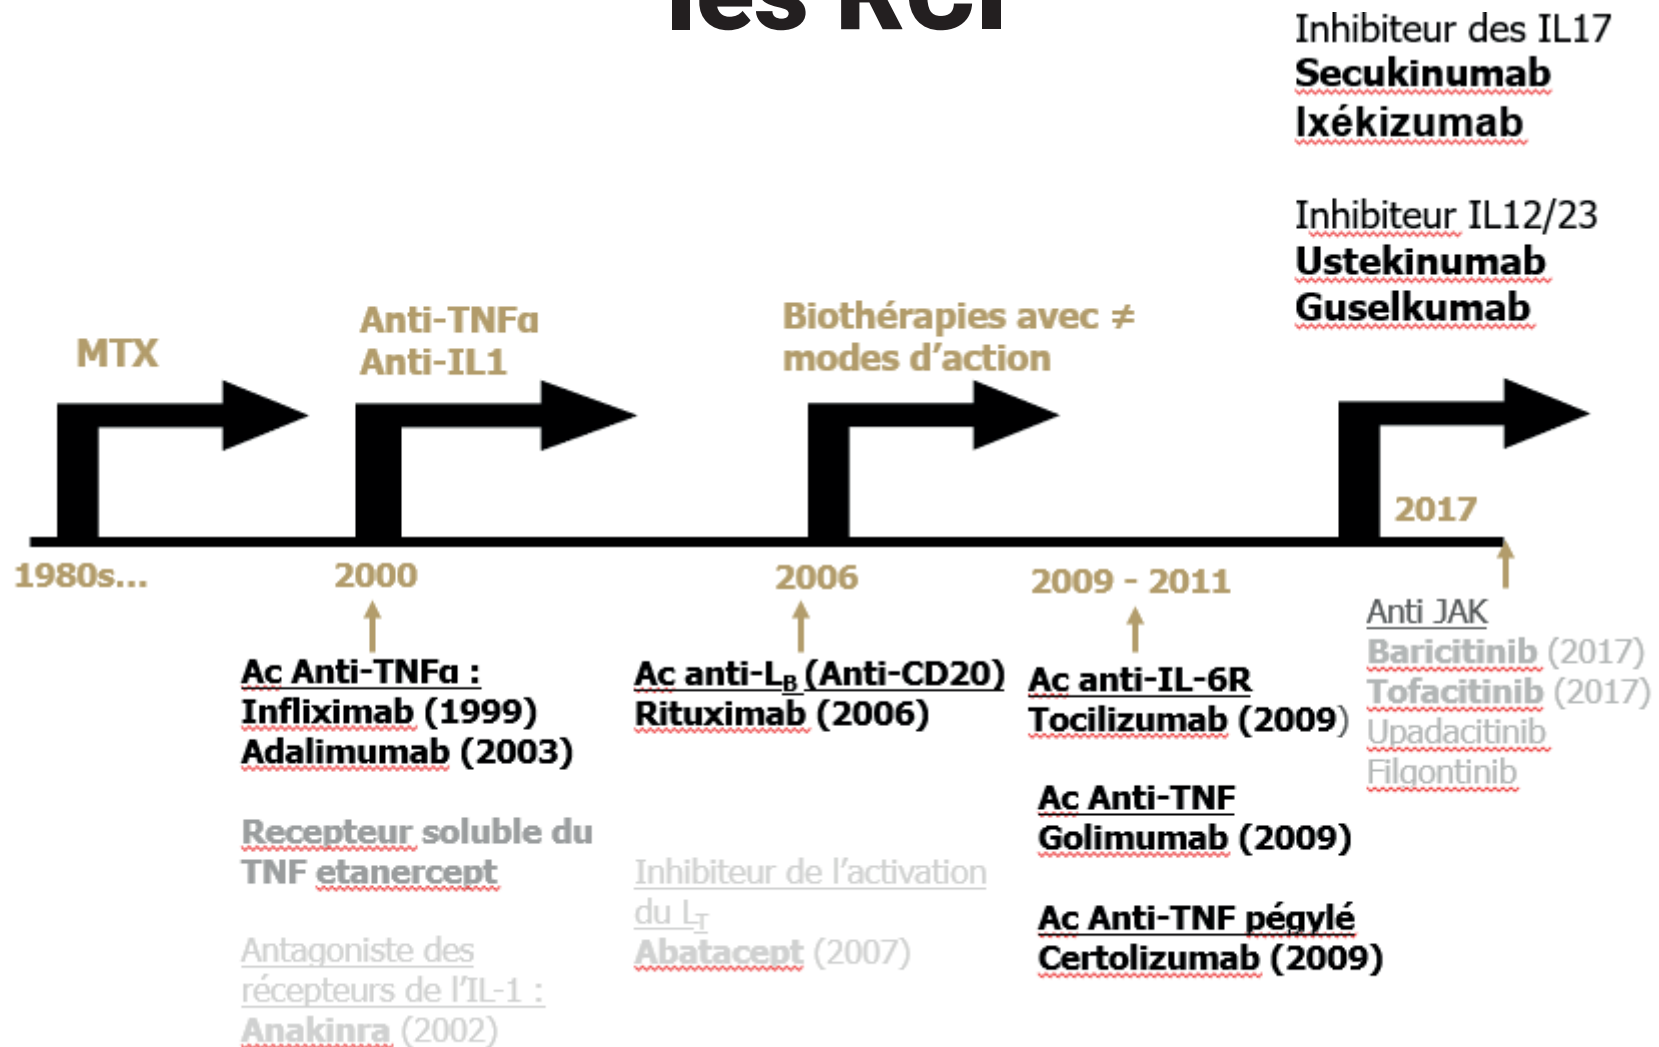 les RCI
Inhibiteur des IL17
Secukinumab
Ixékizumab
Inhibiteur IL12/23
Ustekinumab
Guselkumab
MTX
Anti-TNFα
Anti-IL1
Biothérapies avec ≠
modes d’action
1980s...
2000
2006
2009 - 2011
2017
Ac Anti-TNFα :
Infliximab (1999)
Adalimumab (2003)
Recepteur soluble du
TNF etanercept
Antagoniste des
récepteurs de l’IL-1 :
Anakinra (2002)
Ac anti-LB (Anti-CD20)
Rituximab (2006)
Inhibiteur de l’activation
du LT
Abatacept (2007)
Ac anti-IL-6R
Tocilizumab (2009)
Ac Anti-TNF
Golimumab (2009)
Ac Anti-TNF pégylé
Certolizumab (2009)
Anti JAK
Baricitinib (2017)
Tofacitinib (2017)
Upadacitinib
Filgontinib